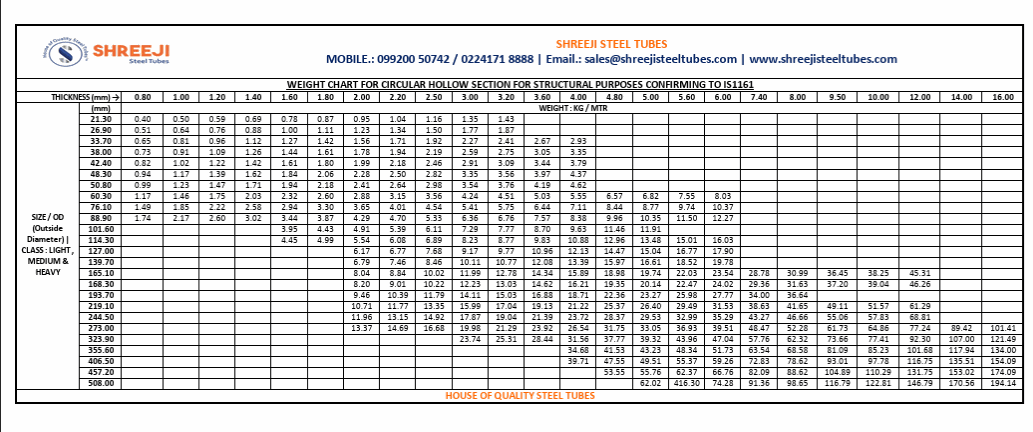 House of Quality Steel Tubes
SHREEJI
Steel Tubes
SHREEJI STEEL TUBES
MOBILE.: 099200 50742 / 0224171 8888 | Email.: sales@shreejisteeltubes.com | www.shreejisteeltubes.com
WEIGHT CHART FOR CIRCULAR HOLLOW SECTION FOR STRUCTURAL PURPOSES CONFIRMING TO IS1161
THICKNESS (mm) → 0.80 1.00 1.20 1.40 1.60 1.80 2.00 2.20 2.50 3.00 3.20 3.60 4.00 4.80 5.00 5.60 6.00 7.40 8.00 9.50 10.00 12.00 14.00 16.00
(mm) WEIGHT : KG / MTR
SIZE / OD
(Outside
Diameter) |
CLASS : LIGHT ,
MEDIUM &
HEAVY
21.30 0.40 0.50 0.59 0.69 0.78 0.87 0.95 1.04 1.16 1.35 1.43
26.90 0.51 0.64 0.76 0.88 1.00 1.11 1.23 1.34 1.50 1.77 1.87
33.70 0.65 0.81 0.96 1.12 1.27 1.42 1.56 1.71 1.92 2.27 2.41 2.67 2.93
38.00 0.73 0.91 1.09 1.26 1.44 1.61 1.78 1.94 2.19 2.59 2.75 3.05 3.35
42.40 0.82 1.02 1.22 1.42 1.61 1.80 1.99 2.18 2.46 2.91 3.09 3.44 3.79
48.30 0.94 1.17 1.39 1.62 1.84 2.06 2.28 2.50 2.82 3.35 3.56 3.97 4.37
50.80 0.99 1.23 1.47 1.71 1.94 2.18 2.41 2.64 2.98 3.54 3.76 4.19 4.62
60.30 1.17 1.46 1.75 2.03 2.32 2.60 2.88 3.15 3.56 4.24 4.51 5.03 5.55 6.57 6.82 7.55 8.03
76.10 1.49 1.85 2.22 2.58 2.94 3.30 3.65 4.01 4.54 5.41 5.75 6.44 7.11 8.44 8.77 9.74 10.37
88.90 1.74 2.17 2.60 3.02 3.44 3.87 4.29 4.70 5.33 6.36 6.76 7.57 8.38 9.96 10.35 11.50 12.27
101.60 3.95 4.43 4.91 5.39 6.11 7.29 7.77 8.70 9.63 11.46 11.91
114.30 4.45 4.99 5.54 6.08 6.89 8.23 8.77 9.83 10.88 12.96 13.48 15.01 16.03
127.00 6.17 6.77 7.68 9.17 9.77 10.96 12.13 14.47 15.04 16.77 17.90
139.70 6.79 7.46 8.46 10.11 10.77 12.08 13.39 15.97 16.61 18.52 19.78
165.10 8.04 8.84 10.02 11.99 12.78 14.34 15.89 18.98 19.74 22.03 23.54 28.78 30.99 36.45 38.25 45.31
168.30 8.20 9.01 10.22 12.23 13.03 14.62 16.21 19.35 20.14 22.47 24.02 29.36 31.63 37.20 39.04 46.26
193.70 9.46 10.39 11.79 14.11 15.03 16.88 18.71 22.36 23.27 25.98 27.77 34.00 36.64
219.10 10.71 11.77 13.35 15.99 17.04 19.13 21.22 25.37 26.40 29.49 31.53 38.63 41.65 49.11 51.57 61.29
244.50 11.96 13.15 14.92 17.87 19.04 21.39 23.72 28.37 29.53 32.99 35.29 43.27 46.66 55.06 57.83 68.81
273.00 13.37 14.69 16.68 19.98 21.29 23.92 26.54 31.75 33.05 36.93 39.51 48.47 52.28 61.73 64.86 77.24 89.42 101.41
323.90 23.74 25.31 28.44 31.56 37.77 39.32 43.96 47.04 57.76 62.32 73.66 77.41 92.30 107.00 121.49
355.60 34.68 41.53 43.23 48.34 51.73 63.54 68.58 81.09 85.23 101.68 117.94 134.00
406.50 39.71 47.55 49.51 55.37 59.26 72.83 78.62 93.01 97.78 116.75 135.51 154.09
457.20 53.55 55.76 62.37 66.76 82.09 88.62 104.89 110.29 131.75 153.02 174.09
508.00 62.02 416.30 74.28 91.36 98.65 116.79 122.81 146.79 170.56 194.14
HOUSE OF QUALITY STEEL TUBES